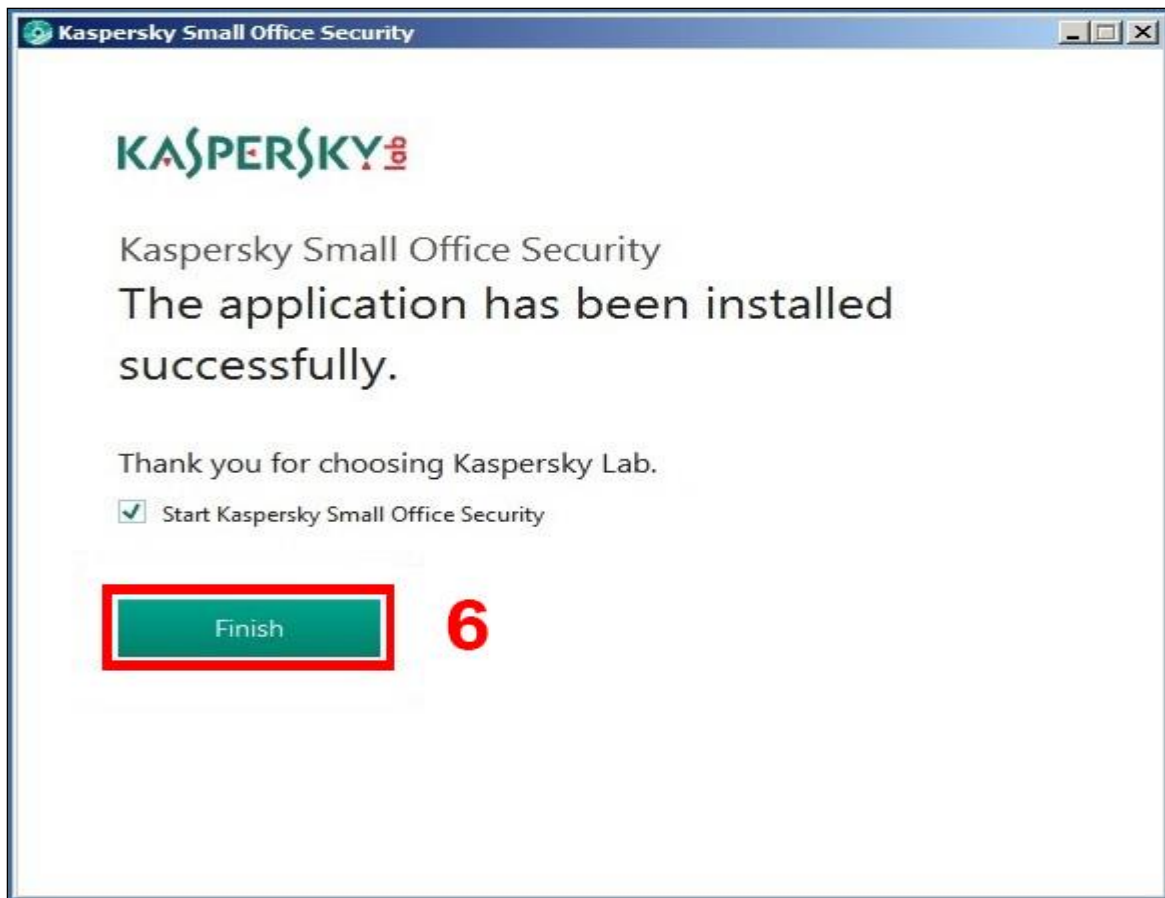 Kaspersky Small Office Security
KASPERSKY lab
Kaspersky Small Office Security
The application has been installed
successfully.
Thank you for choosing Kaspersky Lab.
Start Kaspersky Small Office Security
Finish
6